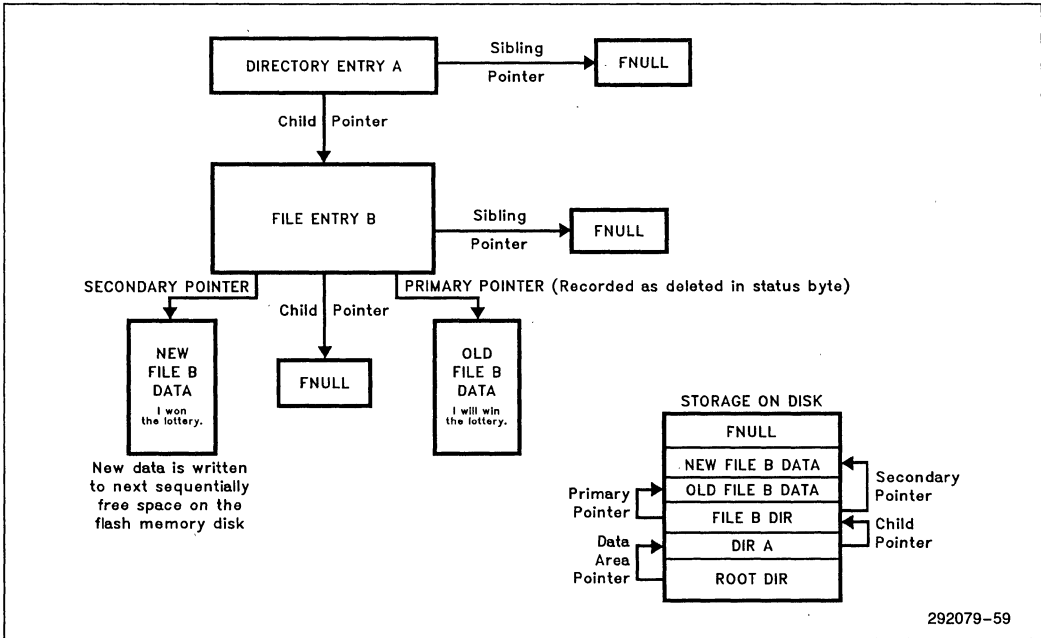 DIRECTORY ENTRY A
Sibling
Pointer
FNULL
Child Pointer
FILE ENTRY B
Sibling
Pointer
FNULL
SECONDARY POINTER
PRIMARY POINTER (Recorded as deleted in status byte)
Child Pointer
NEW
FILE B
DATA
I won
the lottery.
FNULL
OLD
FILE B
DATA
I will win
the lottery.
New data is written
to next sequentially
free space on the
flash memory disk
STORAGE ON DISK
FNULL
NEW FILE B DATA
OLD FILE B DATA
FILE B DIR
DIR A
ROOT DIR
Primary
Pointer
Data
Area
Pointer
Secondary
Pointer
Child
Pointer
292079-59